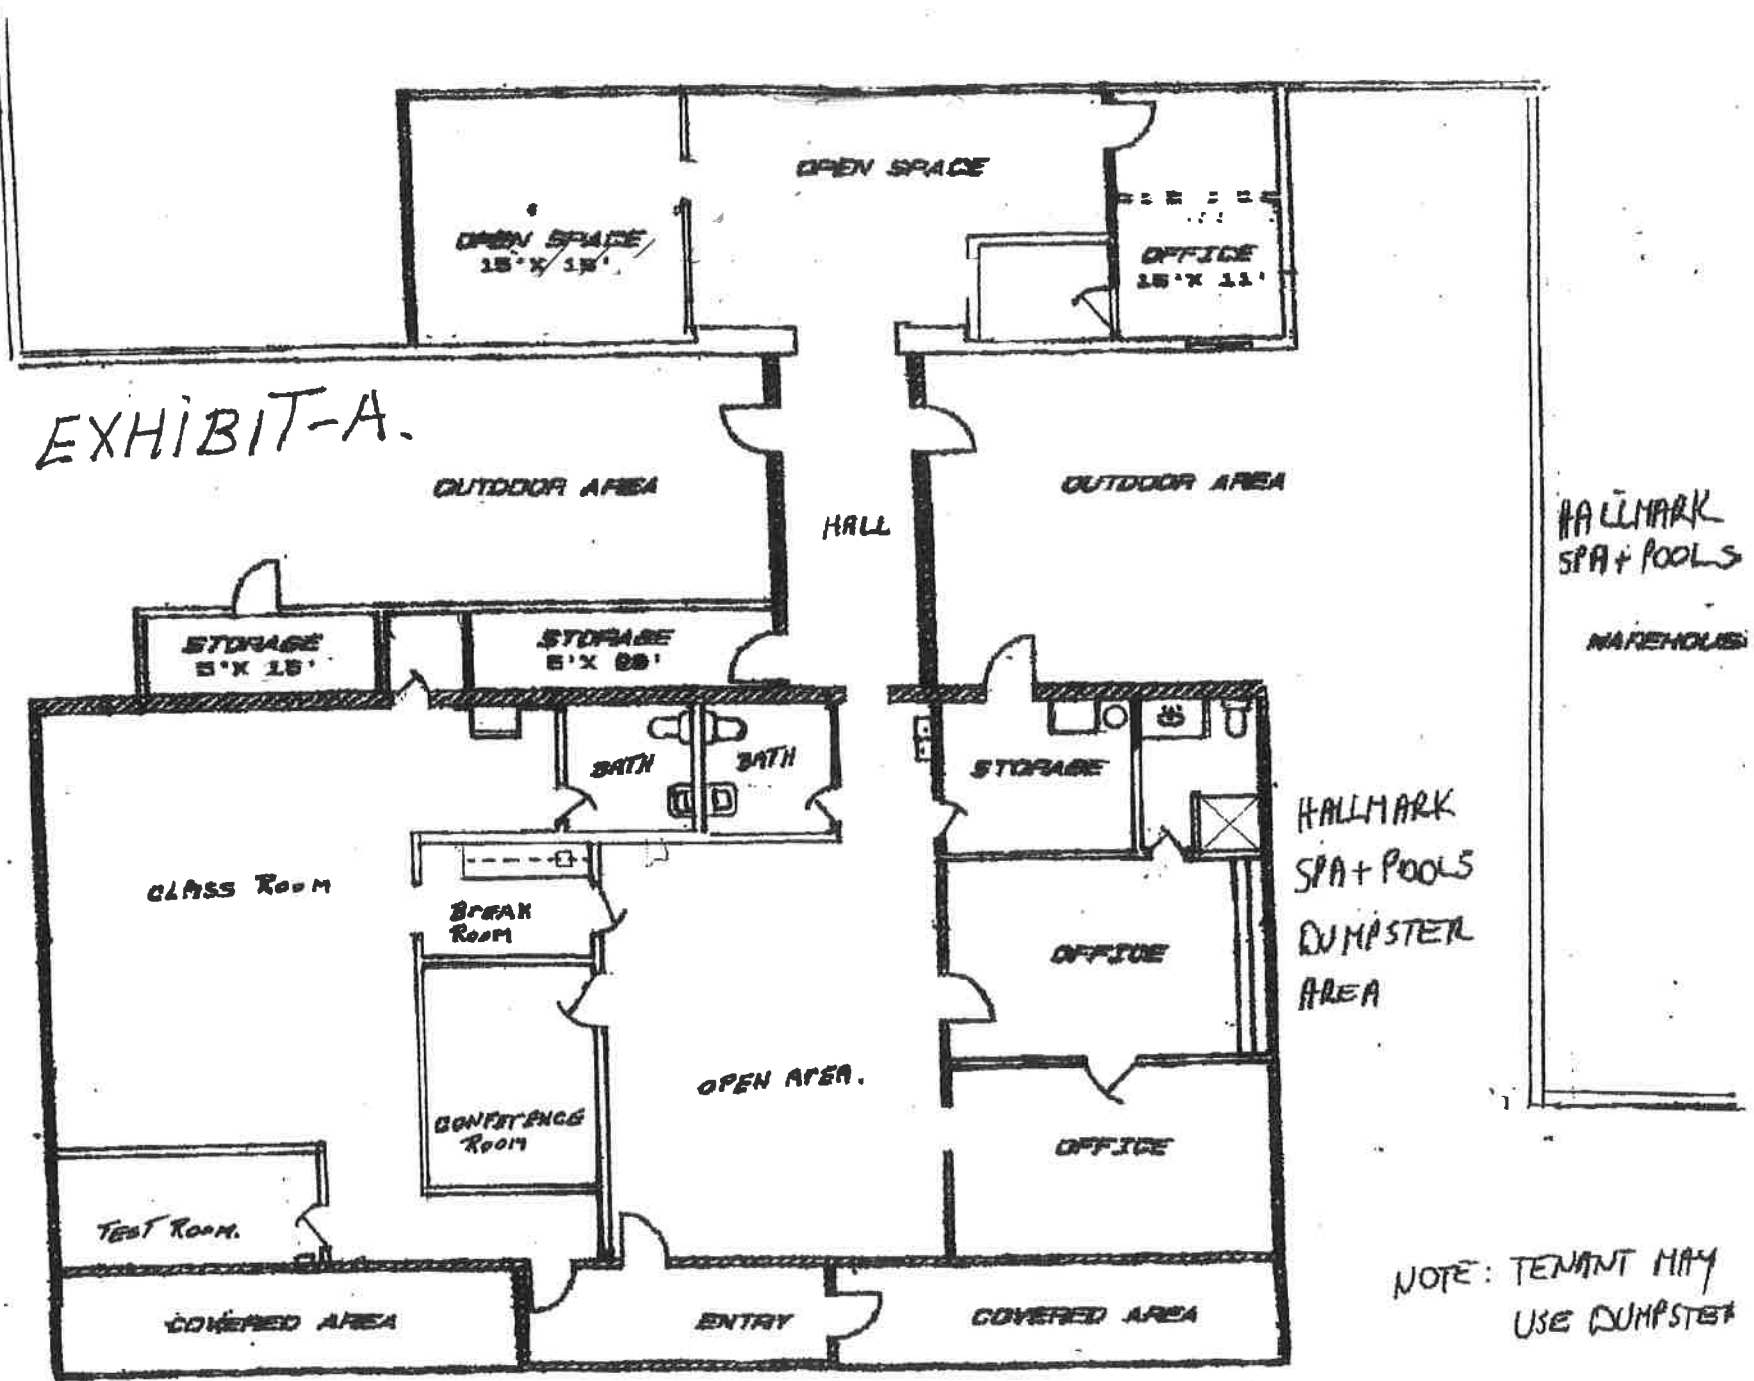 OPEN SPACE
OPEN SPACE
15'X 15'
OFFICE
15'X 11'
EXHIBIT-A.
OUTDOOR AREA
OUTDOOR AREA
HALL
HALLMARK
SPA + POOLS
WAREHOUSE
STORAGE
5'X 15'
STORAGE
5'X
BATH
BATH
STORAGE
HALLMARK
SPA + POOLS
DUMPSTER
AREA
CLASS ROOM
BREAK
ROOM
OFFICE
OPEN AREA.
CONFERENCE
ROOM
OFFICE
TEST ROOM.
NOTE: TENANT MAY
USE DUMPSTER
COVERED AREA
ENTRY
COVERED AREA